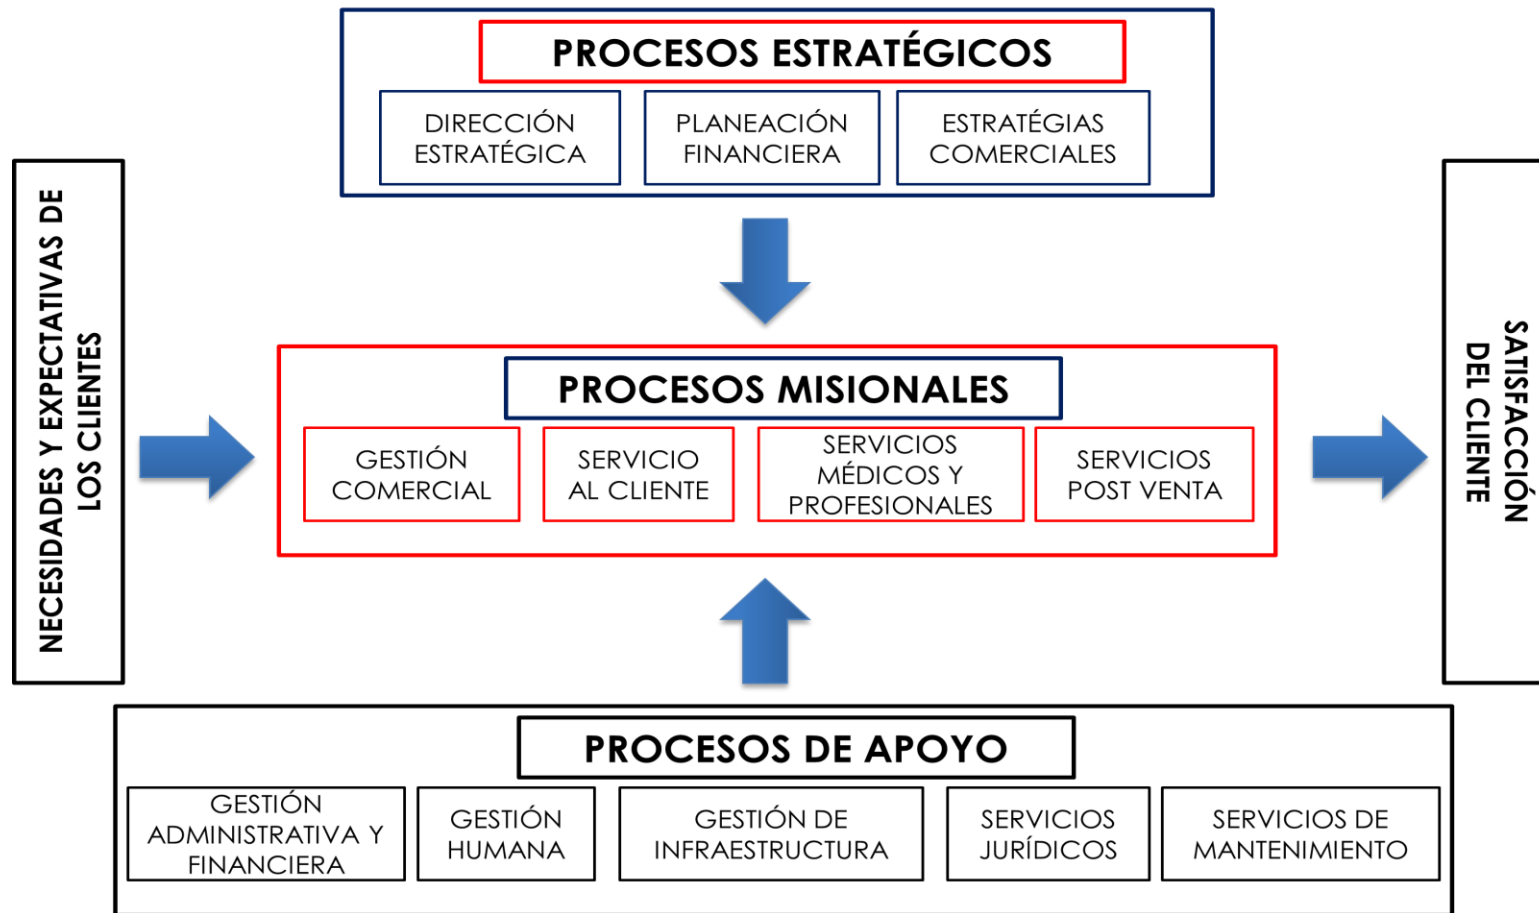 PROCESOS ESTRATÉGICOS
DIRECCIÓN
ESTRATÉGICA
PLANEACIÓN
FINANCIERA
ESTRATÉGIAS
COMERCIALES
NECESIDADES Y EXPECTATIVAS DE
LOS CLIENTES
PROCESOS MISIONALES
GESTIÓN
COMERCIAL
SERVICIO
AL CLIENTE
SERVICIOS
MÉDICOS Y
PROFESIONALES
SERVICIOS
POST VENTA
SATISFACCIÓN
DEL CLIENTE
PROCESOS DE APOYO
GESTIÓN
ADMINISTRATIVA Y
FINANCIERA
GESTIÓN
HUMANA
GESTIÓN DE
INFRAESTRUCTURA
SERVICIOS
JURÍDICOS
SERVICIOS DE
MANTENIMIENTO